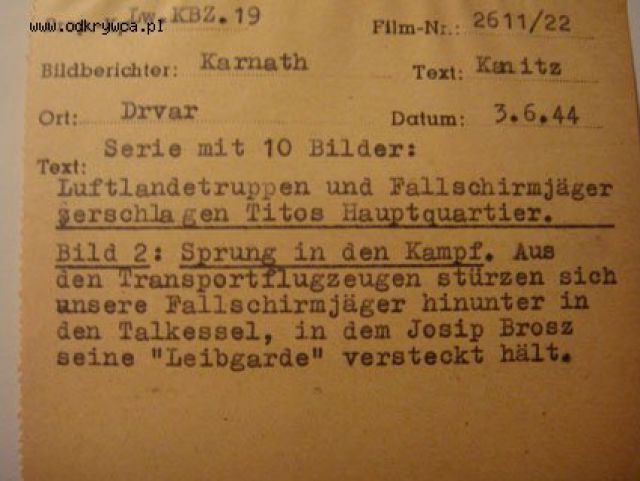 www.odkrywca.pl
Lw.KBZ.19
Film-Nr.: 2611/22
Bildberichter: Karnath Text: Kanitz
Ort: Drvar Datum: 3.6.44
Text: Serie mit 10 Bilder:
Luftlandetruppen und Fallschirmjäger
zerschlagen Titos Hauptquartier.
Bild 2: Sprung in den Kampf. Aus
den Transportflugzeugen stürzen sich
unsere Fallschirmjäger hinunter in
den Talkessel, in dem Josip Brosz
seine "Leibgarde" versteckt hält.